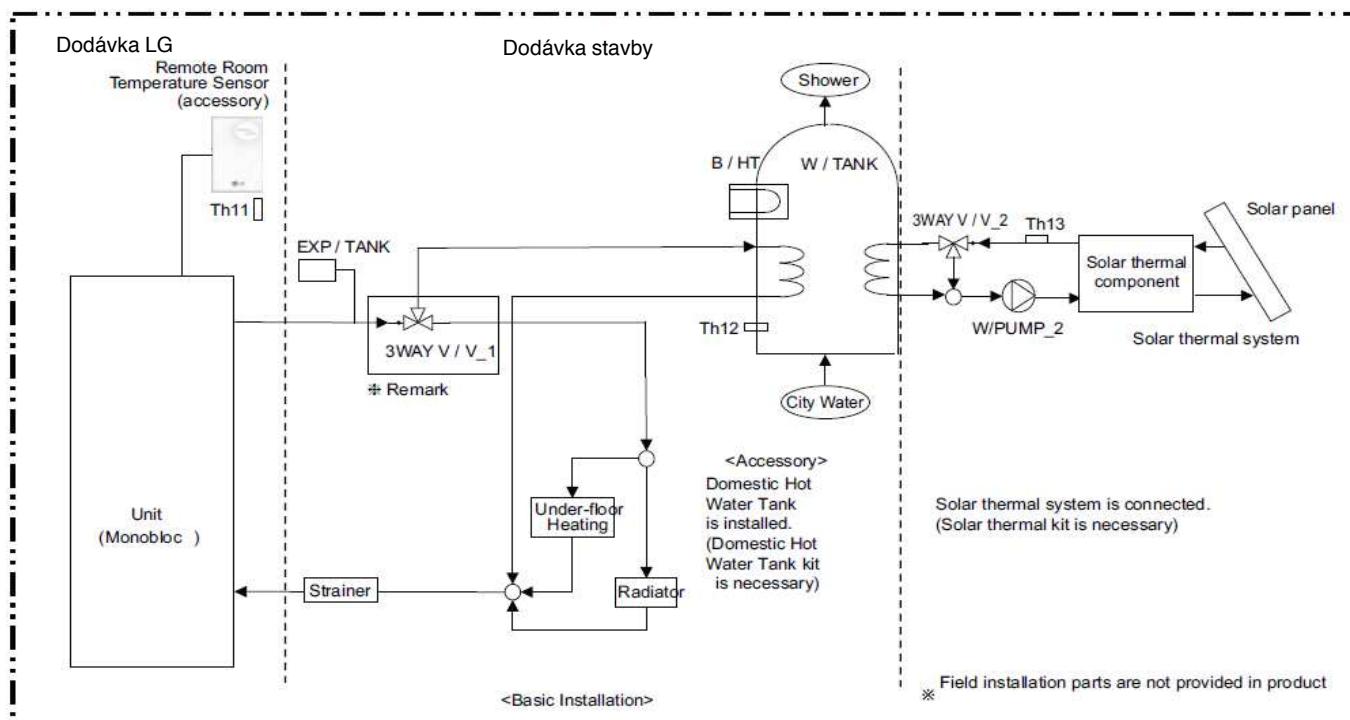 Dodávka LG
Dodávka stavby
Remote Room
Temperature Sensor
(accessory)
Th11
EXP / TANK
3WAY V / V_1
⁜ Remark
Unit
(Monobloc )
Strainer
Under-floor
Heating
Radiator
Shower
B / HT
W / TANK
Th12
City Water
<Accessory>
Domestic Hot
Water Tank
is installed.
(Domestic Hot
Water Tank kit
is necessary)
3WAY V / V_2
Th13
Solar panel
Solar thermal
component
W/PUMP_2
Solar thermal system
Solar thermal system is connected.
(Solar thermal kit is necessary)
<Basic Installation>
※ Field installation parts are not provided in product